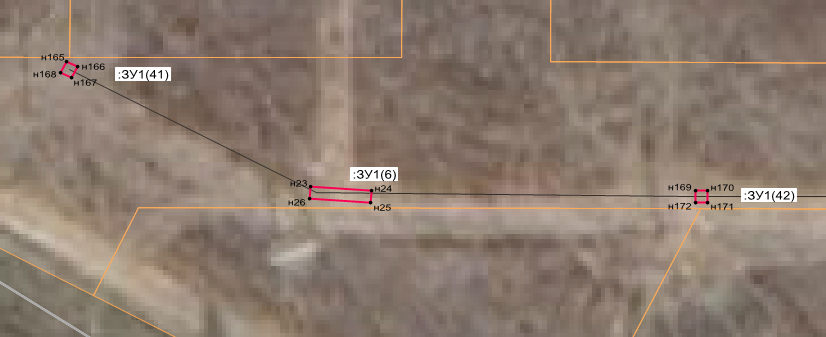 н165
н166
:ЗУ1(41)
н168
н167
:ЗУ1(6)
н23
н24
н26
н25
н169
н170
:ЗУ1(42)
н172
н171